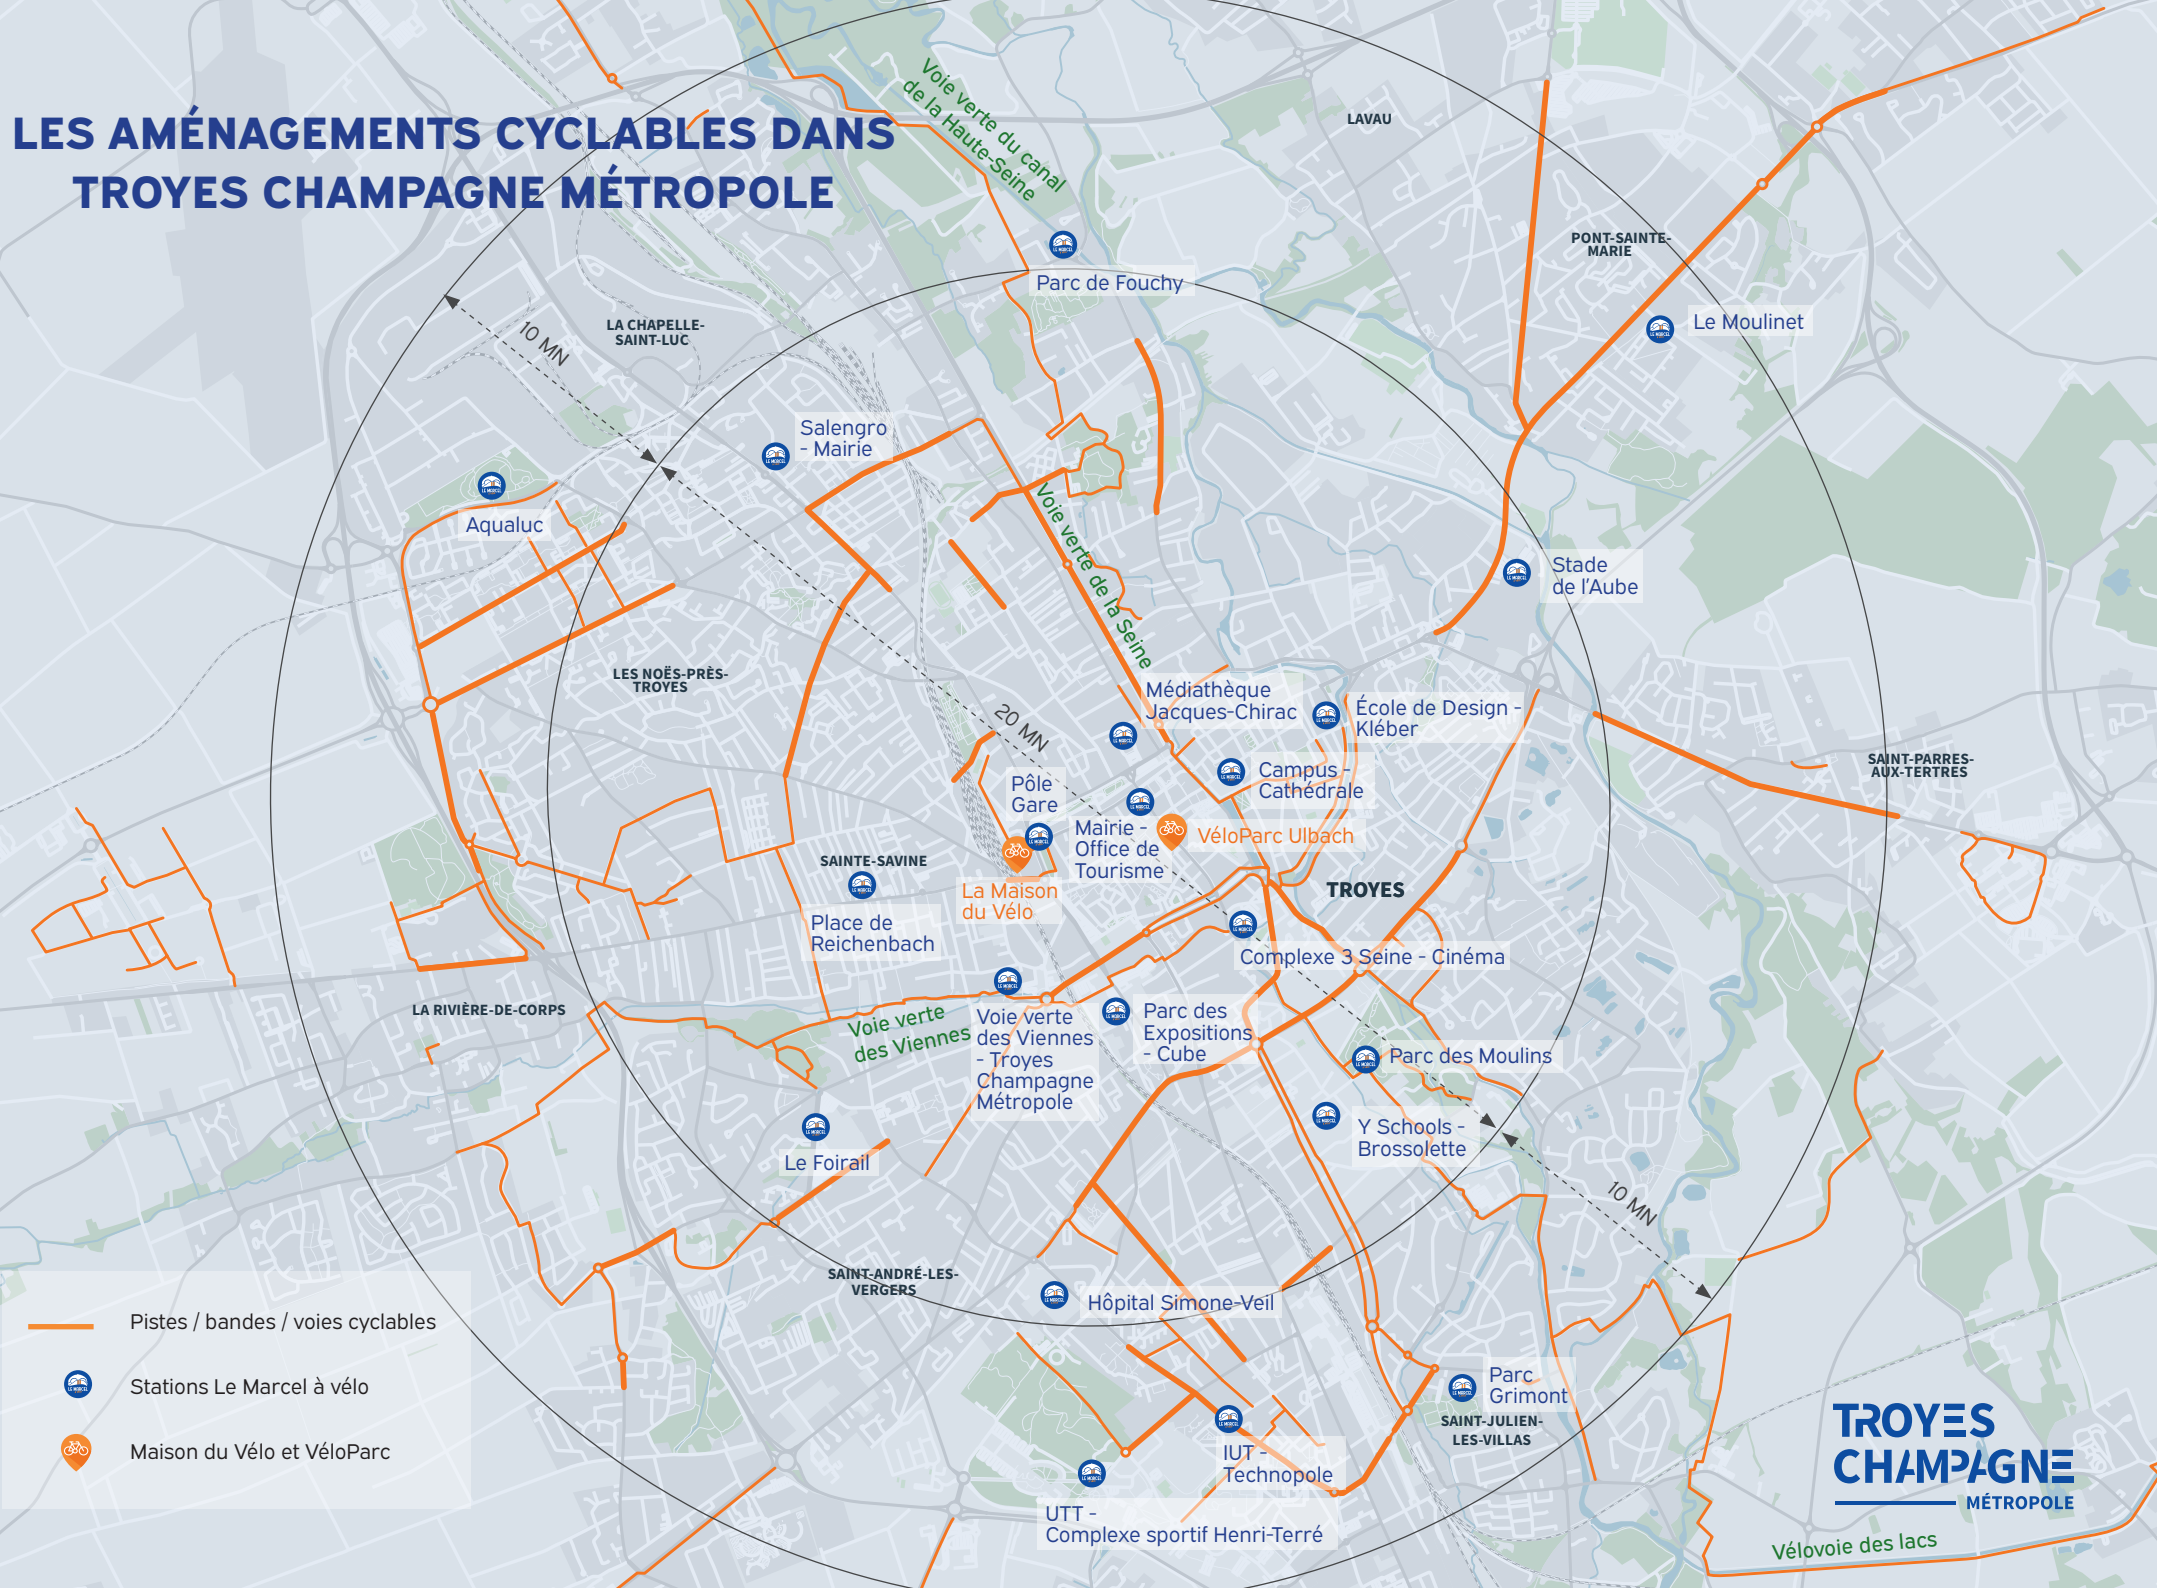 LES AMÉNAGEMENTS CYCLABLES DANS
TROYES CHAMPAGNE MÉTROPOLE
Voie verte du canal
de la Haute-Seine
LAVAU
PONT-SAINTE-
MARIE
Parc de Fouchy
Le Moulinet
LA CHAPELLE-
SAINT-LUC
10 MN
Salengro
- Mairie
Aqualuc
Voie verte de la Seine
Stade
de l'Aube
LES NOËS-PRÈS-
TROYES
20 MN
Médiathèque
Jacques-Chirac
École de Design -
Kléber
Campus -
Cathédrale
SAINT-PARRES-
AUX-TERTRES
Pôle
Gare
Mairie -
Office de
Tourisme
VéloParc Ulbach
La Maison
du Vélo
SAINTE-SAVINE
Place de
Reichenbach
TROYES
Complexe 3 Seine - Cinéma
LA RIVIÈRE-DE-CORPS
Voie verte
des Viennes
Voie verte
des Viennes
- Troyes
Champagne
Métropole
Parc des
Expositions
- Cube
Parc des Moulins
Y Schools -
Brossolette
Le Foirail
10 MN
SAINT-ANDRÉ-LES-
VERGERS
Hôpital Simone-Veil
Parc
Grimont
SAINT-JULIEN-
LES-VILLAS
IUT -
Technopole
UTT -
Complexe sportif Henri-Terré
Vélovoie des lacs
Pistes / bandes / voies cyclables
LE MARCEL
Stations Le Marcel à vélo
Maison du Vélo et VéloParc
TROYES
CHAMPAGNE
MÉTROPOLE